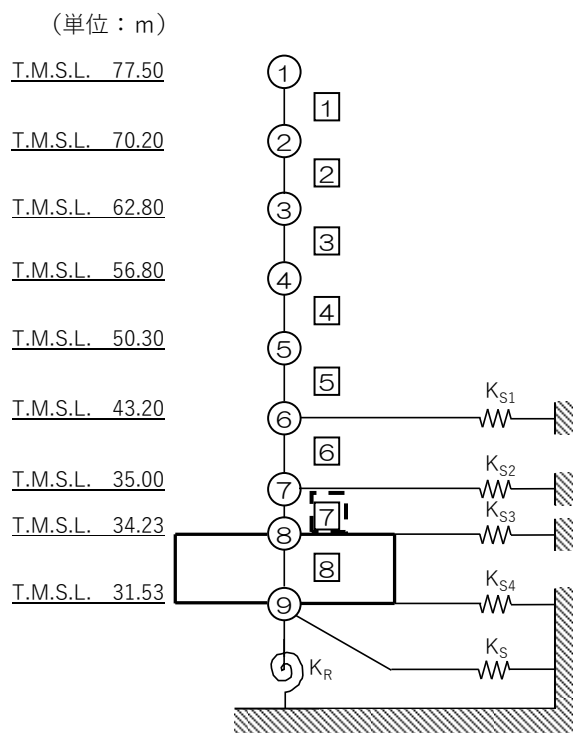 （単位：m）
T.M.S.L. 77.50
①
1
T.M.S.L. 70.20
②
2
T.M.S.L. 62.80
③
3
T.M.S.L. 56.80
④
4
T.M.S.L. 50.30
⑤
5
T.M.S.L. 43.20
⑥
KS1
6
T.M.S.L. 35.00
⑦
KS2
7
T.M.S.L. 34.23
⑧
KS3
8
T.M.S.L. 31.53
⑨
KS4
KR
KS